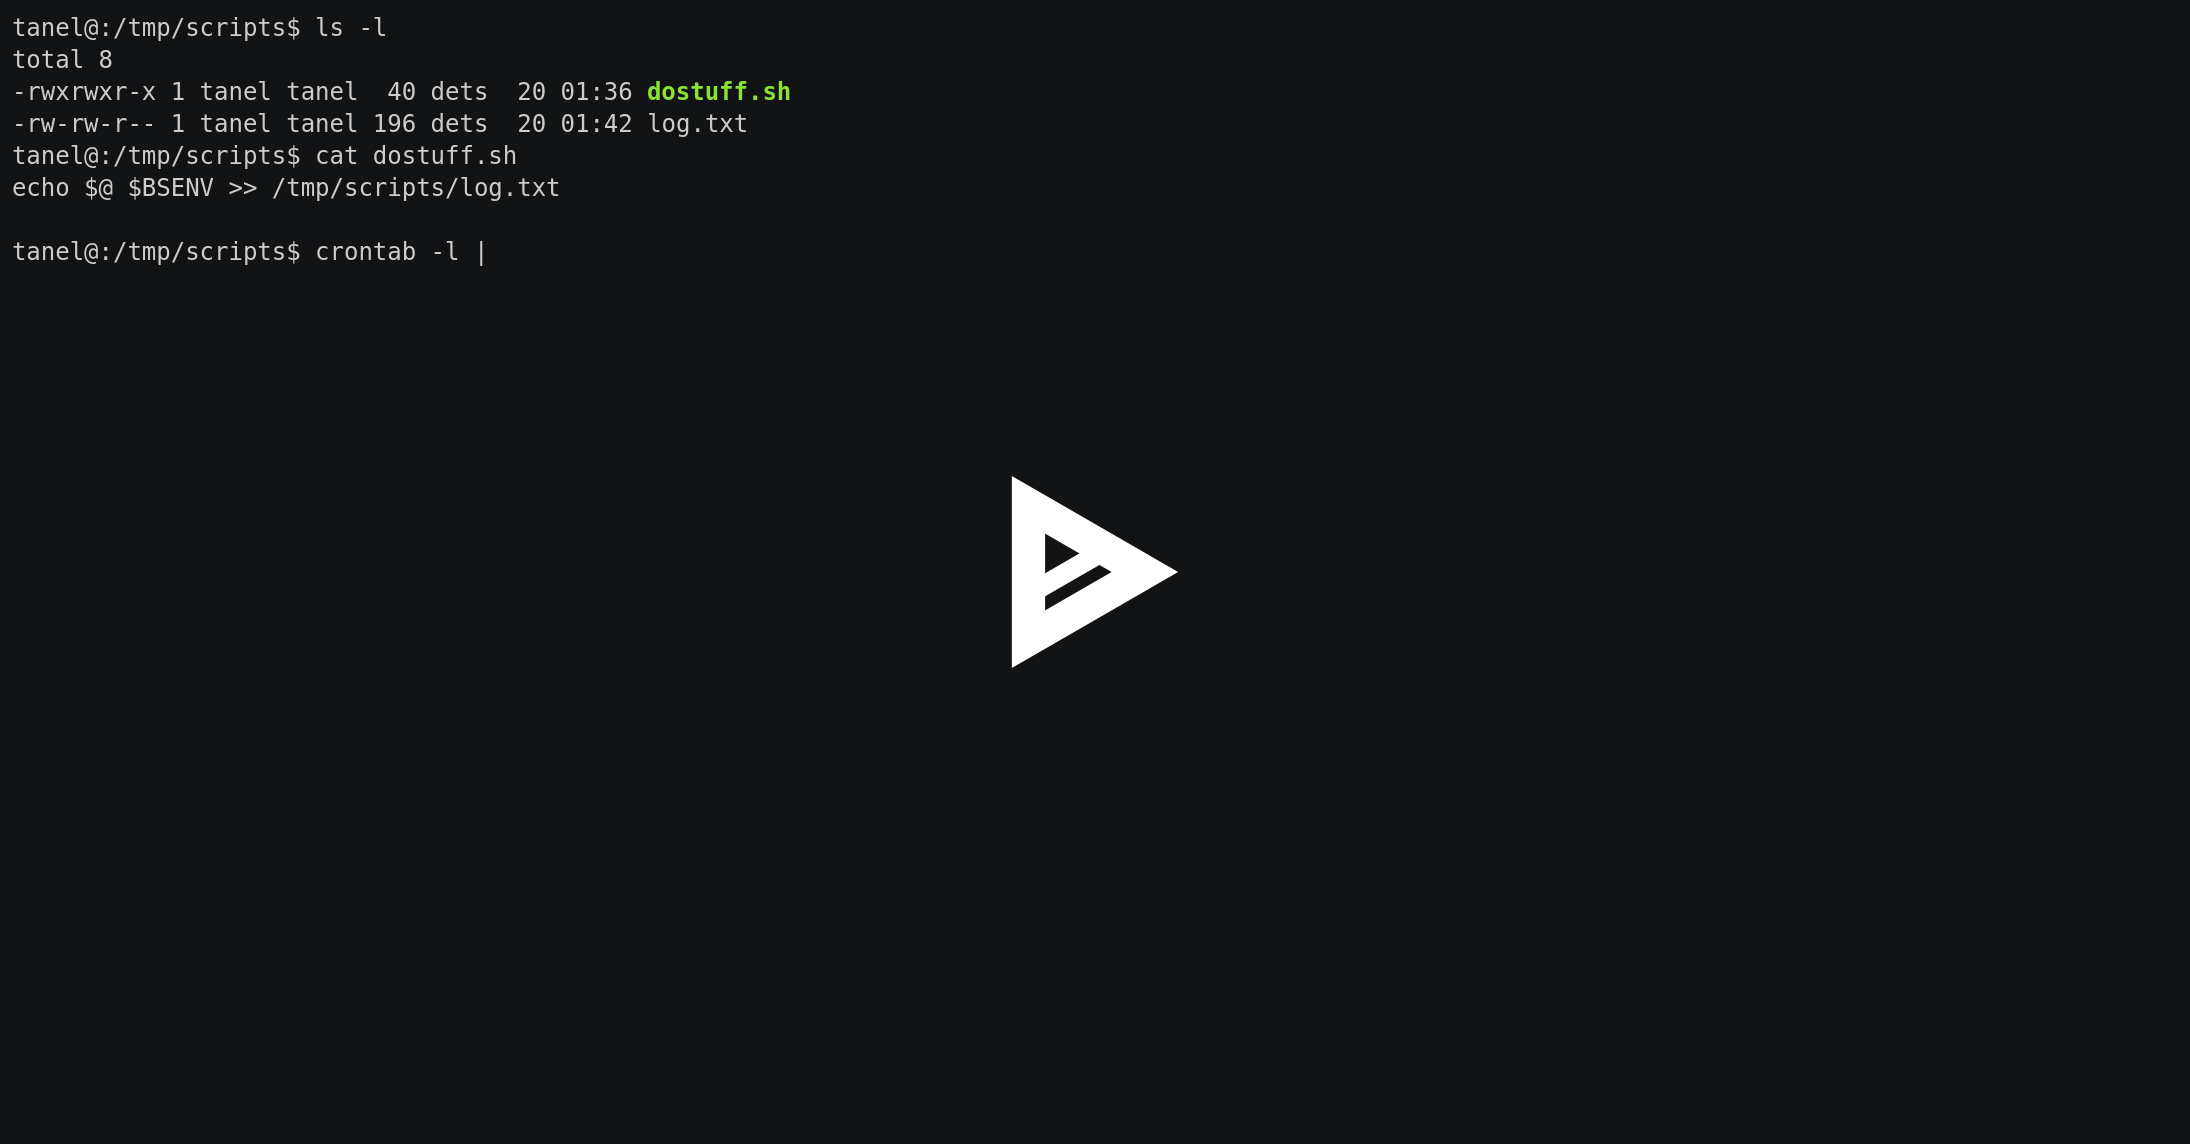 tanel@:/tmp/scripts$ ls -l
total 8
-rwxrwxr-x 1 tanel tanel  40 dets  20 01:36 dostuff.sh
-rw-rw-r-- 1 tanel tanel 196 dets  20 01:42 log.txt
tanel@:/tmp/scripts$ cat dostuff.sh
echo $@ $BSENV >> /tmp/scripts/log.txt
tanel@:/tmp/scripts$ crontab -l |